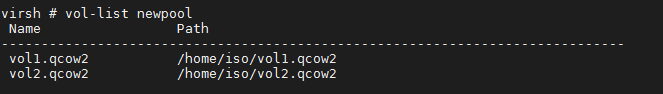 virsh # vol-list newpool
 Name                 Path
------------------------------------------------------------------------------
 vol1.qcow2           /home/iso/vol1.qcow2
 vol2.qcow2           /home/iso/vol2.qcow2